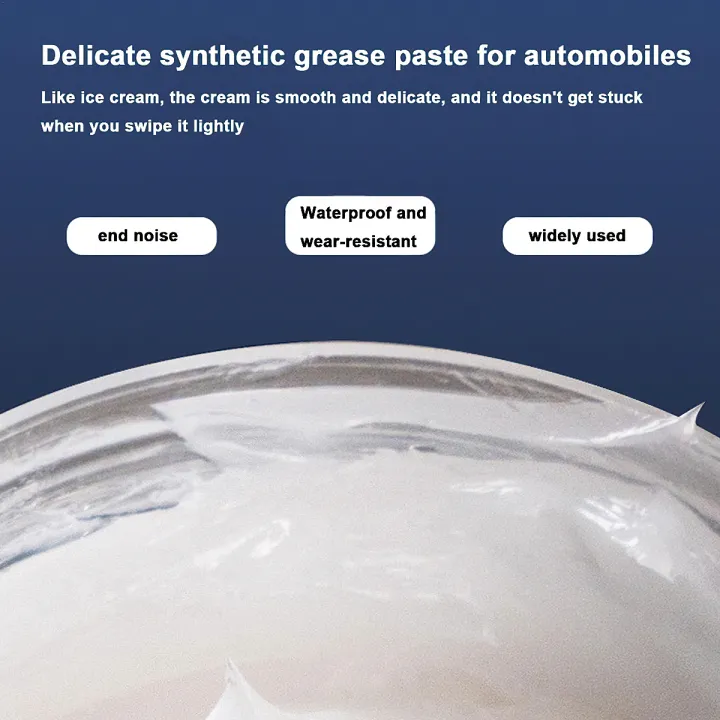 Delicate synthetic grease paste for automobiles
Like ice cream, the cream is smooth and delicate, and it doesn't get stuck
when you swipe it lightly
end noise
Waterproof and
wear-resistant
widely used